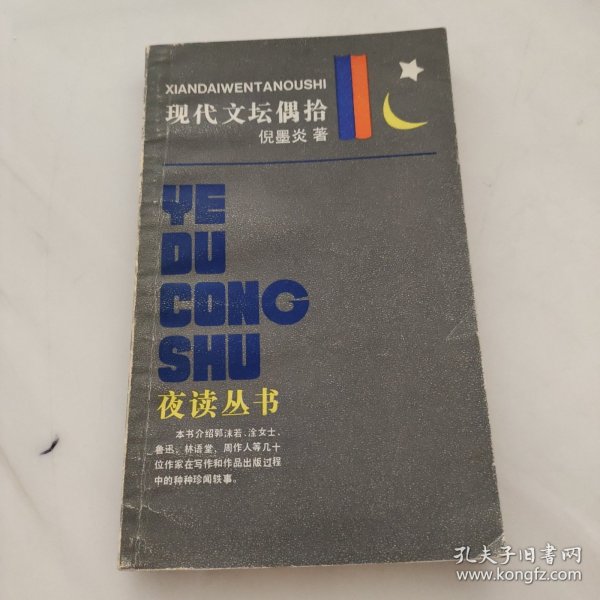 XIANDAIWENTANOUSHI
现代文坛偶拾
倪墨炎 著
YE
DU
CONG
SHU
夜读丛书
本书介绍郭沫若、淦女士、
鲁迅、林语堂、周作人等几十
位作家在写作和作品出版过程
中的种种珍闻轶事。
孔夫子旧书网
www.kongfz.com